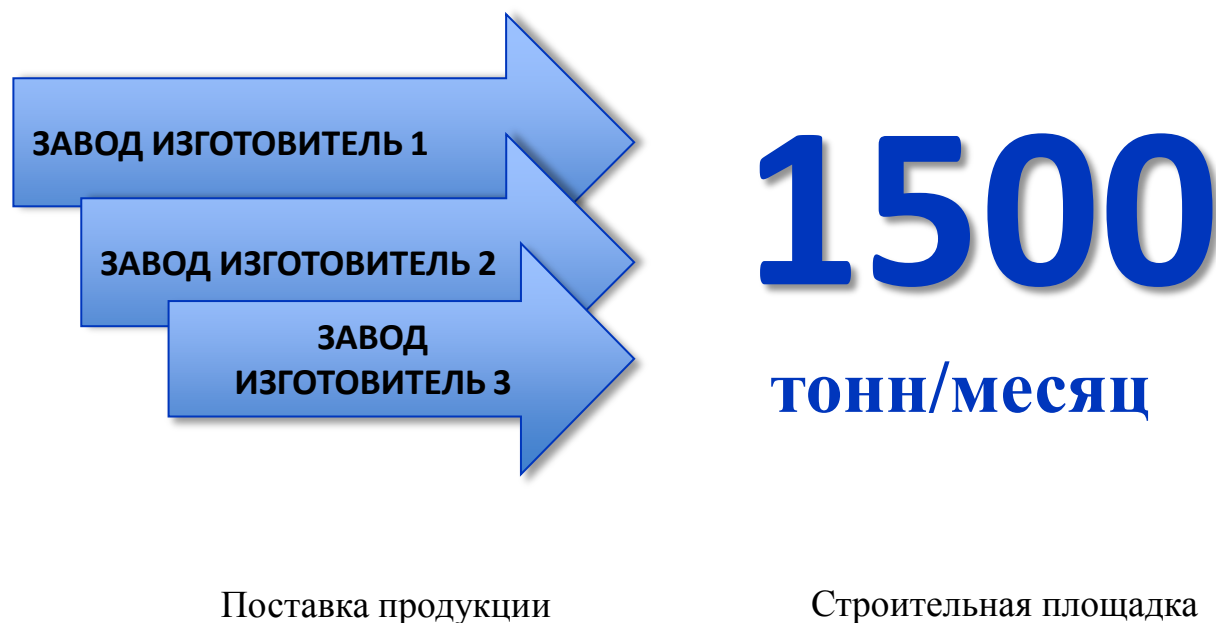 ЗАВОД ИЗГОТОВИТЕЛЬ 1
ЗАВОД ИЗГОТОВИТЕЛЬ 2
ЗАВОД
ИЗГОТОВИТЕЛЬ 3
1500
тонн/месяц
Поставка продукции
Строительная площадка